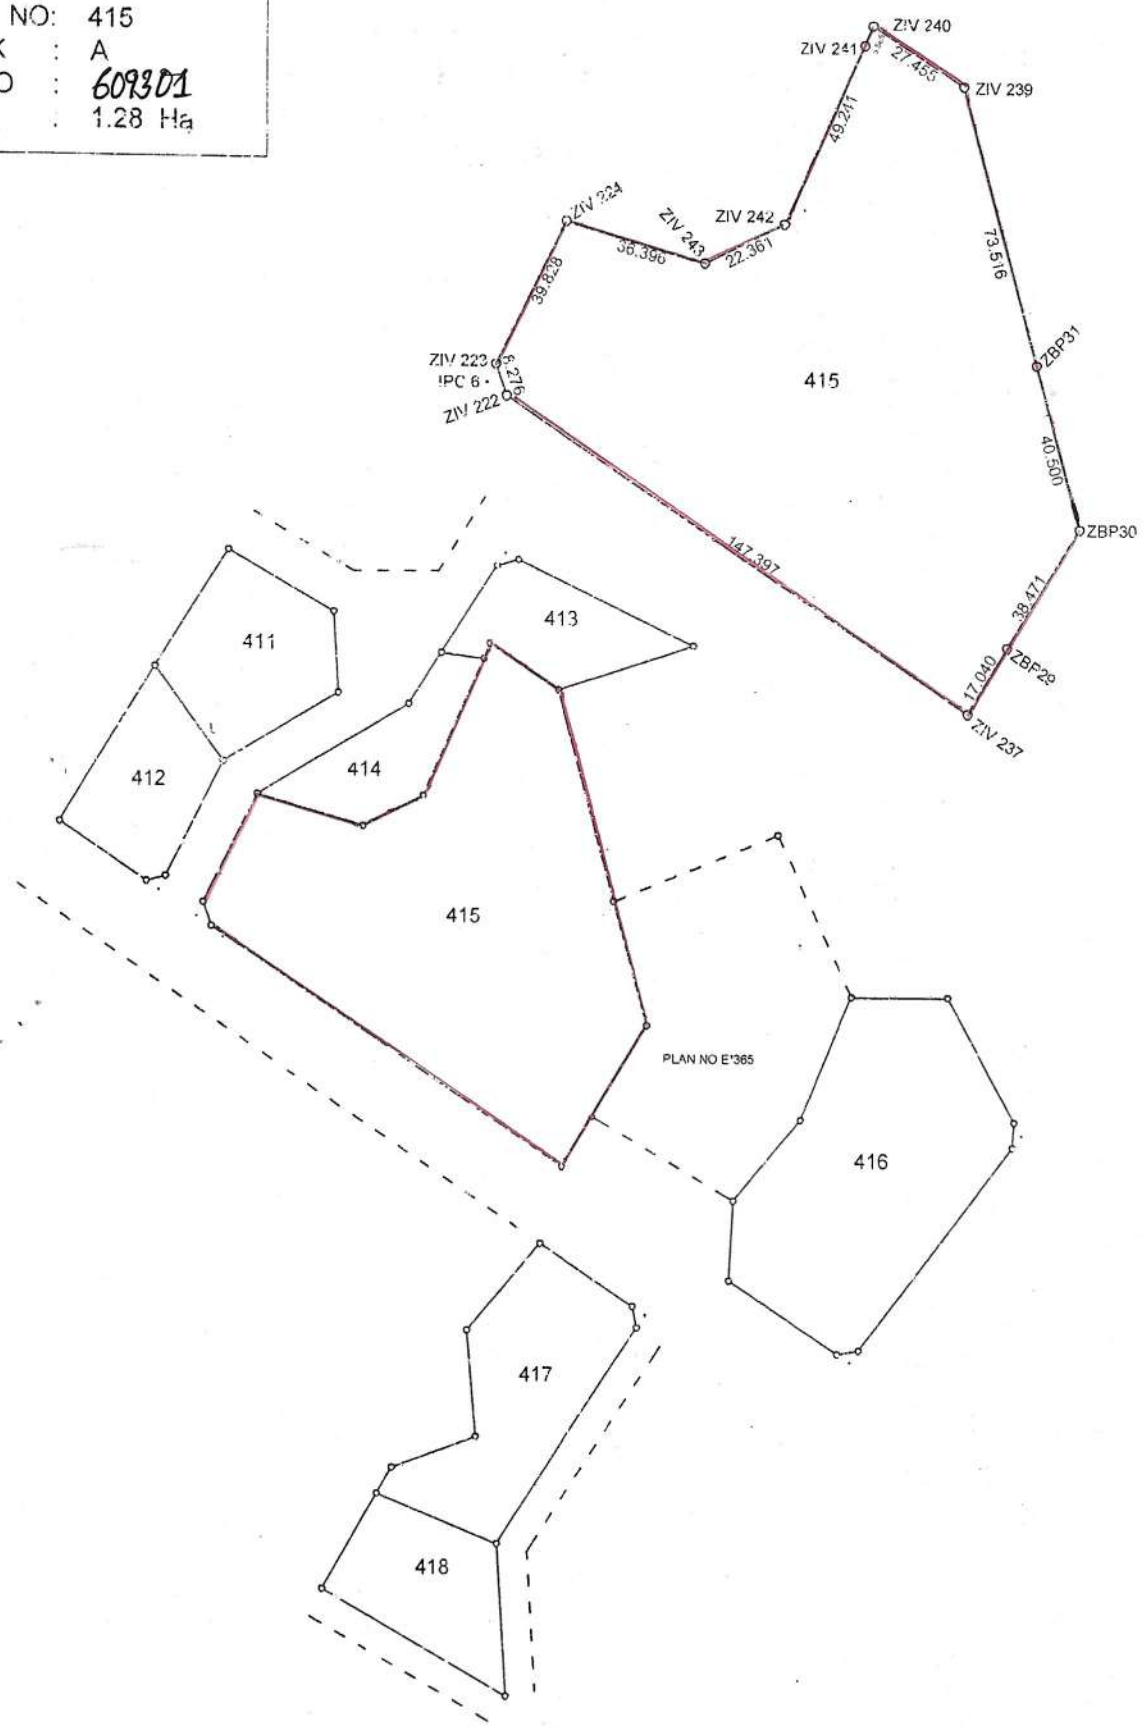 NO: 415
: A
: 609301
: 1.28 Ha
ZIV 240
ZIV 241
27.455
ZIV 239
49.241
ZIV 224
ZIV 242
ZIV 243
36.396
22.361
73.516
39.828
ZIV 223
8.276
IPC 6
ZIV 222
ZBP31
415
40.500
147.397
ZBP30
38.471
ZBP29
17.040
ZIV 237
411
413
412
414
415
PLAN NO E'365
416
417
418